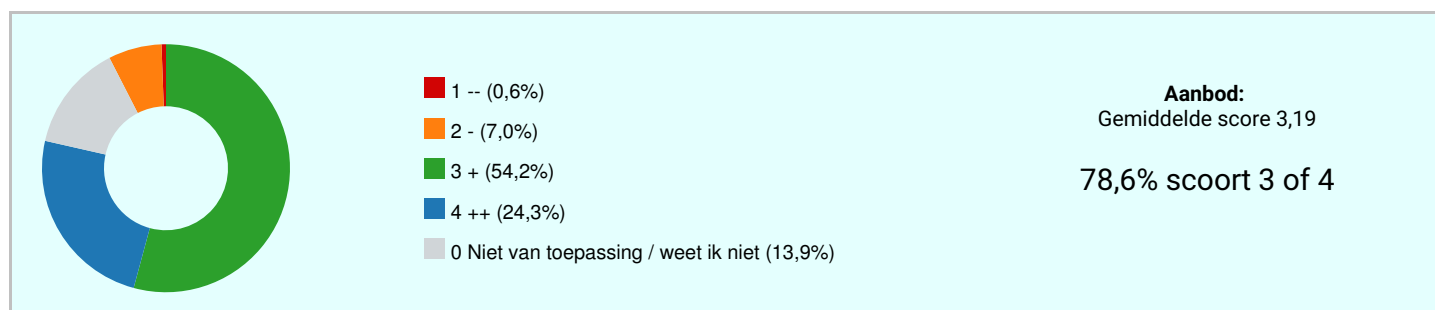 1 -- (0,6%)
2 - (7,0%)
3 + (54,2%)
4 ++ (24,3%)
0 Niet van toepassing / weet ik niet (13,9%)
Aanbod:
Gemiddelde score 3,19
78,6% scoort 3 of 4